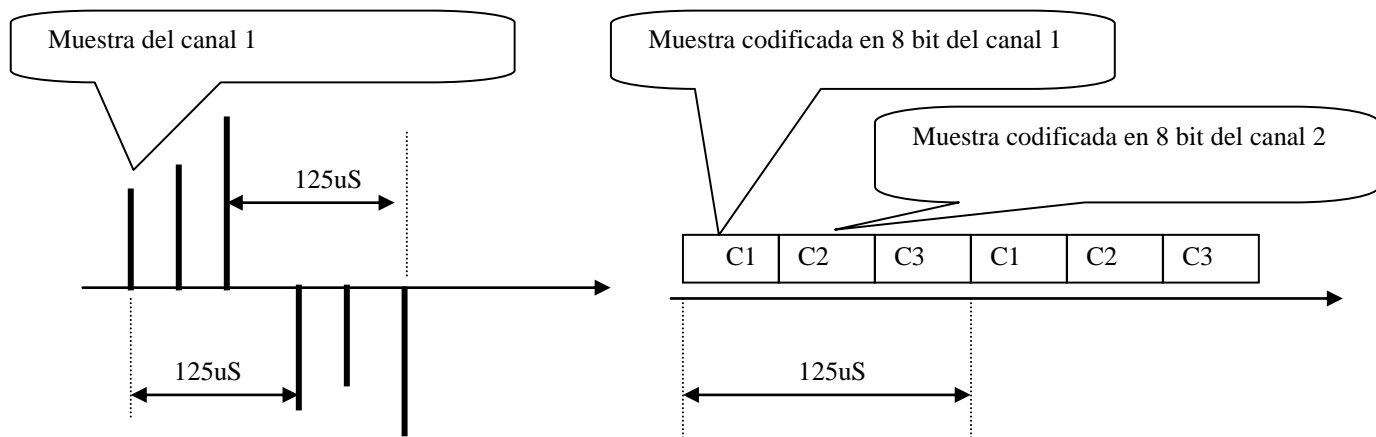 Muestra del canal 1
Muestra codificada en 8 bit del canal 1
Muestra codificada en 8 bit del canal 2
125uS
C1 C2 C3 C1 C2 C3
125uS
125uS